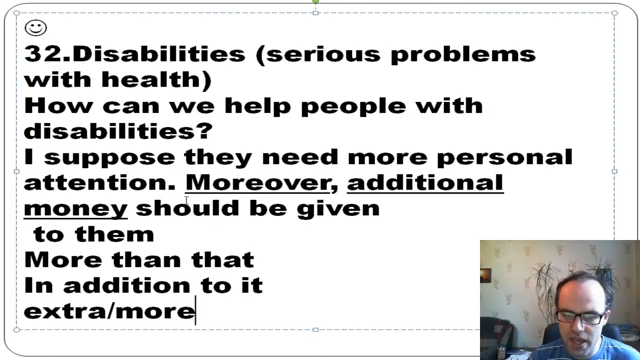 32.Disabilities (serious problems
with health)
How can we help people with
disabilities?
I suppose they need more personal
attention. Moreover, additional
money should be given
to them
More than that
In addition to it
extra/more